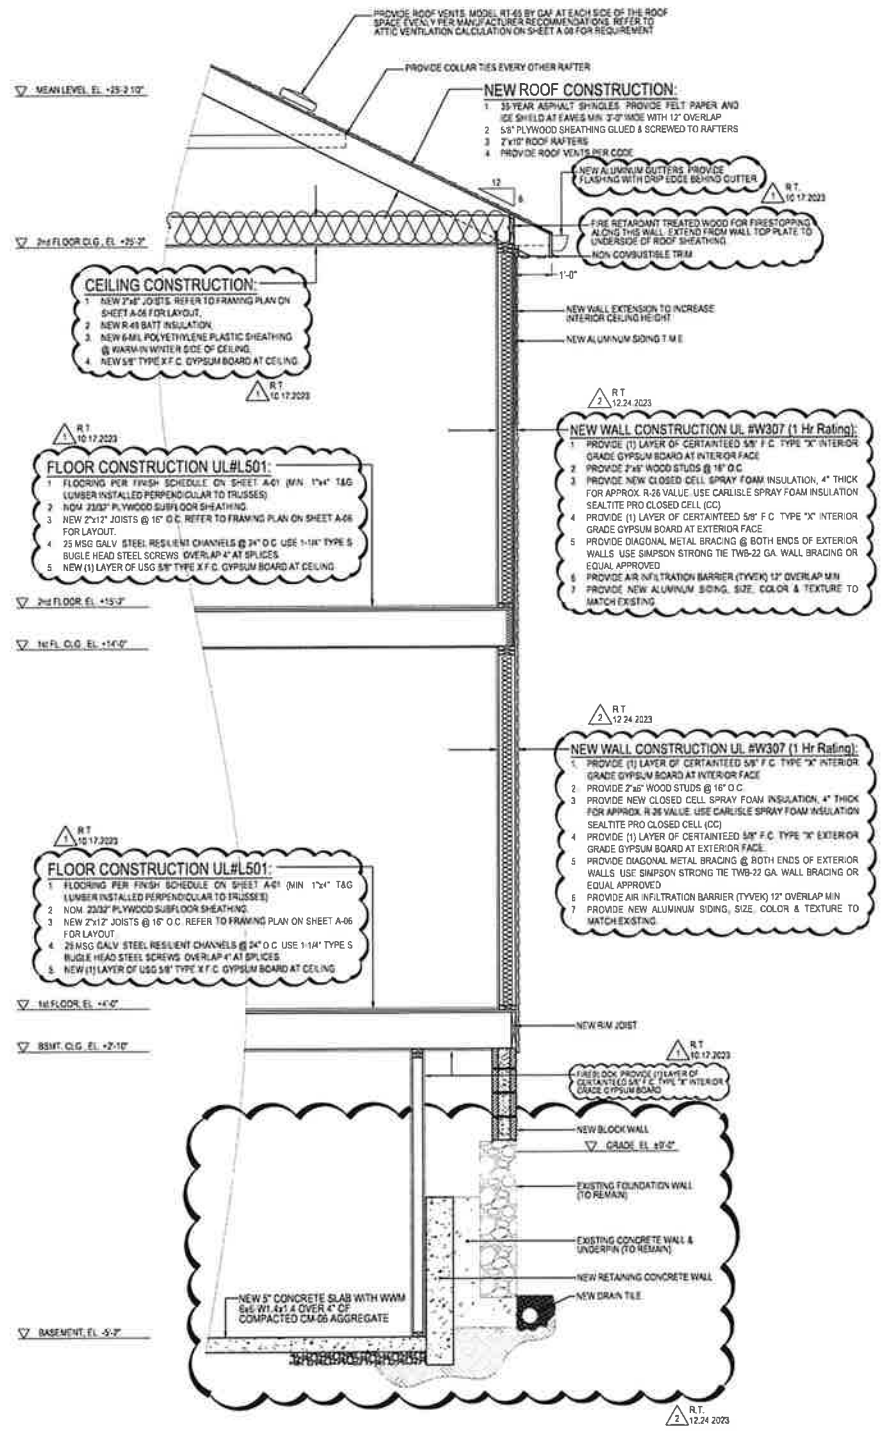 PROVIDE ROOF VENTS, MODEL RT-65 BY GAF AT EACH SIDE OF THE ROOF
SPACE EVENLY PER MANUFACTURER RECOMMENDATIONS. REFER TO
ATTIC VENTILATION CALCULATION ON SHEET A-08 FOR REQUIREMENT
PROVIDE COLLAR TIES EVERY OTHER RAFTER
MEAN LEVEL, EL. +25'-2 1/2"
NEW ROOF CONSTRUCTION:
1 35-YEAR ASPHALT SHINGLES. PROVIDE FELT PAPER AND
ICE SHIELD AT EAVES MIN. 3'-0" WIDE WITH 12" OVERLAP
2 5/8" PLYWOOD SHEATHING GLUED & SCREWED TO RAFTERS
3 2"x10" ROOF RAFTERS
4 PROVIDE ROOF VENTS PER CODE
NEW ALUMINUM GUTTERS. PROVIDE
FLASHING WITH DRIP EDGE BEHIND GUTTER
1 R.T.
10.17.2023
12
6
FIRE RETARDANT TREATED WOOD FOR FIRESTOPPING
ALONG THIS WALL. EXTEND FROM WALL TOP PLATE TO
UNDERSIDE OF ROOF SHEATHING.
NON COMBUSTIBLE TRIM
2nd FLOOR CLG., EL.
1'-0"
CEILING CONSTRUCTION:
1 NEW 2"x8" JOISTS. REFER TO FRAMING PLAN ON
SHEET A-06 FOR LAYOUT.
2 NEW R-49 BATT INSULATION.
3. NEW 6-MIL POLYETHYLENE PLASTIC SHEATHING
@ WARM-IN WINTER SIDE OF CEILING.
4. NEW 5/8" TYPE X F.C. GYPSUM BOARD AT CEILING.
1 R.T.
10.17.2023
NEW WALL EXTENSION TO INCREASE
INTERIOR CEILING HEIGHT
NEW ALUMINUM SIDING T.M.E
2 R.T
12.24.2023
1 R.T
10.17.2023
NEW WALL CONSTRUCTION UL #W307 (1 Hr Rating):
1 PROVIDE (1) LAYER OF CERTAINTEED 5/8" F.C. TYPE "X" INTERIOR
GRADE GYPSUM BOARD AT INTERIOR FACE
2 PROVIDE 2"x6" WOOD STUDS @ 16" O.C
3 PROVIDE NEW CLOSED CELL SPRAY FOAM INSULATION, 4" THICK
FOR APPROX. R-26 VALUE. USE CARLISLE SPRAY FOAM INSULATION
SEALTITE PRO CLOSED CELL (CC).
4 PROVIDE (1) LAYER OF CERTAINTEED 5/8" F.C. TYPE "X" EXTERIOR
GRADE GYPSUM BOARD AT EXTERIOR FACE
5 PROVIDE DIAGONAL METAL BRACING @ BOTH ENDS OF EXTERIOR
WALLS USE SIMPSON STRONG TIE TWB-22 GA. WALL BRACING OR
EQUAL APPROVED
6 PROVIDE AIR INFILTRATION BARRIER (TYVEK) 12" OVERLAP MIN
7 PROVIDE NEW ALUMINUM SIDING, SIZE, COLOR & TEXTURE TO
MATCH EXISTING
FLOOR CONSTRUCTION UL#L501:
1 FLOORING PER FINISH SCHEDULE ON SHEET A-01 (MIN. 1"x4" T&G
LUMBER INSTALLED PERPENDICULAR TO TRUSSES)
2 NOM. 23/32" PLYWOOD SUBFLOOR SHEATHING.
3 NEW 2"x12" JOISTS @ 16" O.C. REFER TO FRAMING PLAN ON SHEET A-06
FOR LAYOUT.
4 25 MSG GALV STEEL RESILIENT CHANNELS @ 24" O.C USE 1-1/4" TYPE S
BUGLE HEAD STEEL SCREWS OVERLAP 4" AT SPLICES.
5. NEW (1) LAYER OF USG 5/8" TYPE X F.C. GYPSUM BOARD AT CEILING
2nd FLOOR, EL.
1st FL. CLG., EL. +14'-0"
2 R.T
12.24.2023
NEW WALL CONSTRUCTION UL #W307 (1 Hr Rating):
1. PROVIDE (1) LAYER OF CERTAINTEED 5/8" F.C. TYPE "X" INTERIOR
GRADE GYPSUM BOARD AT INTERIOR FACE
2 PROVIDE 2"x6" WOOD STUDS @ 16" O.C
3 PROVIDE NEW CLOSED CELL SPRAY FOAM INSULATION, 4" THICK
FOR APPROX. R-26 VALUE. USE CARLISLE SPRAY FOAM INSULATION
SEALTITE PRO CLOSED CELL (CC)
4 PROVIDE (1) LAYER OF CERTAINTEED 5/8" F.C. TYPE "X" EXTERIOR
GRADE GYPSUM BOARD AT EXTERIOR FACE.
5 PROVIDE DIAGONAL METAL BRACING @ BOTH ENDS OF EXTERIOR
WALLS USE SIMPSON STRONG TIE TWB-22 GA. WALL BRACING OR
EQUAL APPROVED
6 PROVIDE AIR INFILTRATION BARRIER (TYVEK) 12" OVERLAP MIN
7 PROVIDE NEW ALUMINUM SIDING, SIZE, COLOR & TEXTURE TO
MATCH EXISTING.
1 R.T
10.17.2023
FLOOR CONSTRUCTION UL#L501:
1 FLOORING PER FINISH SCHEDULE ON SHEET A-01 (MIN 1"x4" T&G
LUMBER INSTALLED PERPENDICULAR TO TRUSSES)
2 NOM. 23/32" PLYWOOD SUBFLOOR SHEATHING.
3 NEW 2"x12" JOISTS @ 16" O.C. REFER TO FRAMING PLAN ON SHEET A-06
FOR LAYOUT
4. 25 MSG GALV STEEL RESILIENT CHANNELS @ 24" O.C USE 1-1/4" TYPE S
BUGLE HEAD STEEL SCREWS. OVERLAP 4" AT SPLICES.
5. NEW (1) LAYER OF USG 5/8" TYPE X F.C. GYPSUM BOARD AT CEILING
1st FLOOR, EL. +4'-0"
NEW RIM JOIST
BSMT. CLG., EL. +2'-10"
1 R.T
10.17.2023
FIREBLOCK. PROVIDE (1) LAYER OF
CERTAINTEED 5/8" F.C. TYPE "X" INTERIOR
GRADE GYPSUM BOARD
NEW BLOCK WALL
GRADE, EL. ±0'-0"
EXISTING FOUNDATION WALL
(TO REMAIN)
EXISTING CONCRETE WALL &
UNDERPIN (TO REMAIN)
NEW RETAINING CONCRETE WALL
NEW DRAIN TILE
NEW 5" CONCRETE SLAB WITH WWM
6x6-W1.4x1.4 OVER 4" OF
COMPACTED CM-06 AGGREGATE
BASEMENT, EL.
2 R.T.
12.24.2023